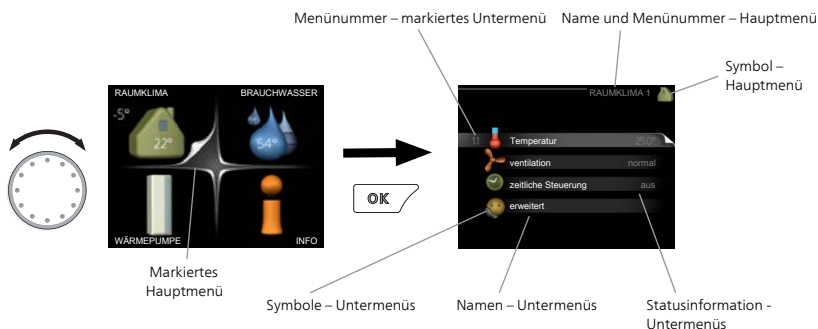 Menünummer – markiertes Untermenü
Name und Menünummer – Hauptmenü
Symbol –
Hauptmenü
RAUMKLIMA
BRAUCHWASSER
-5°
22°
54°
WÄRMEPUMPE
INFO
OK
RAUMKLIMA 1
1.1 Temperatur 25.0°
ventilation normal
zeitliche Steuerung aus
erweitert
Markiertes
Hauptmenü
Symbole – Untermenüs
Namen – Untermenüs
Statusinformation -
Untermenüs